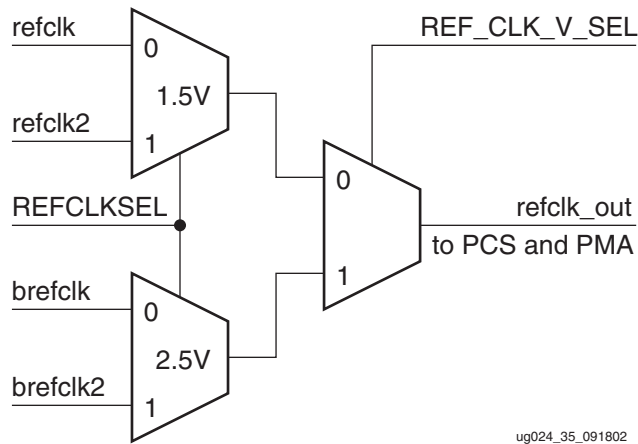 refclk
REF_CLK_V_SEL
0
1.5V
refclk2
1
0
REFCLKSEL
refclk_out
to PCS and PMA
brefclk
1
0
2.5V
brefclk2
1
ug024_35_091802